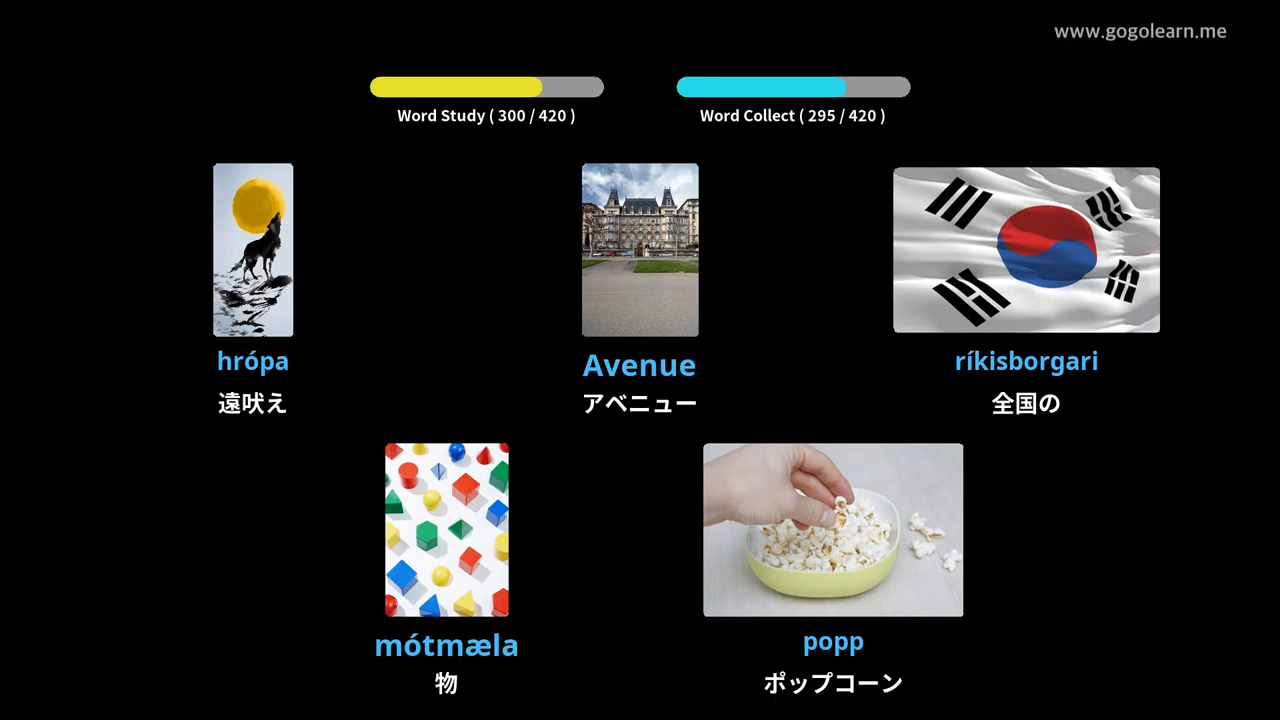 www.gogolearn.me
Word Study ( 300 / 420 )
Word Collect ( 295 / 420 )
hrópa
遠吠え
Avenue
アベニュー
ríkisborgari
全国の
mótmæla
物
popp
ポップコーン